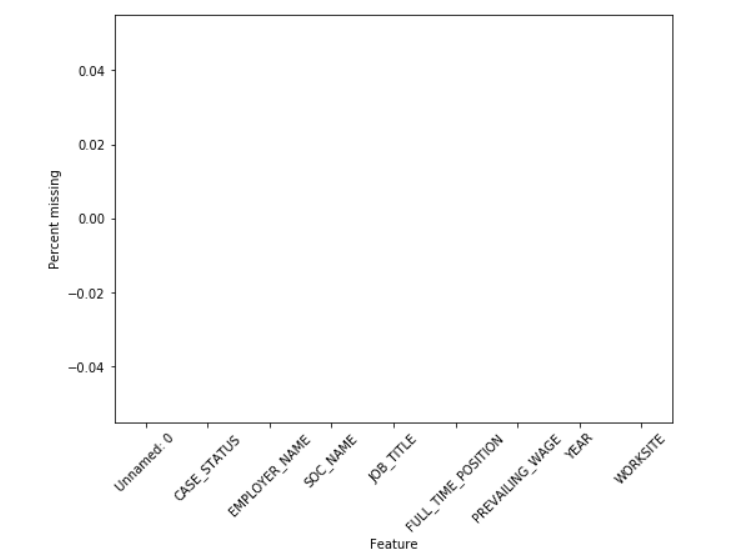 0.04
0.02
0.00
−0.02
−0.04
Percent missing
Unnamed: 0
CASE_STATUS
EMPLOYER_NAME
SOC_NAME
JOB_TITLE
FULL_TIME_POSITION
PREVAILING_WAGE
YEAR
WORKSITE
Feature